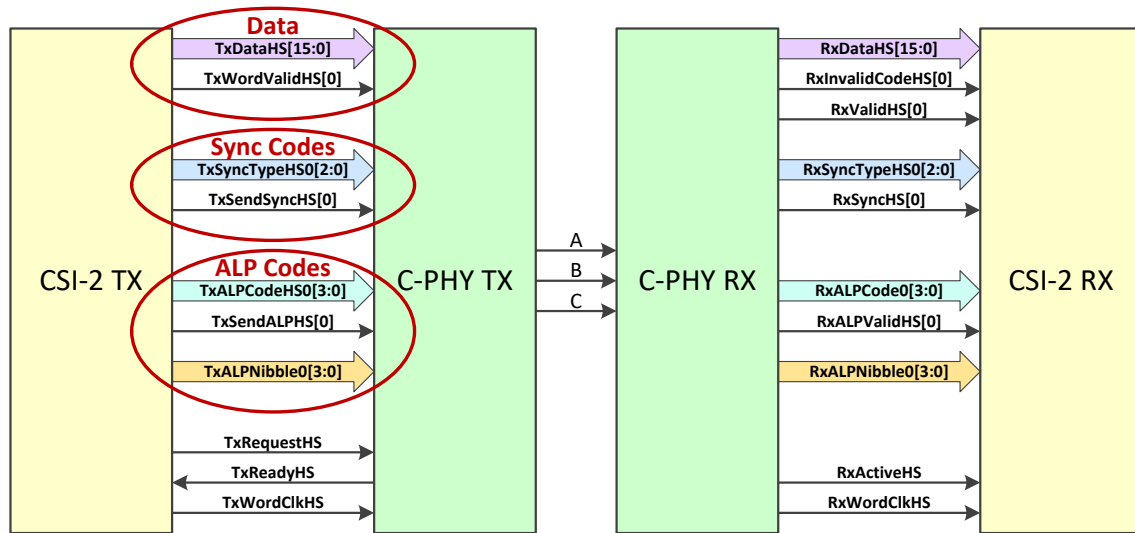 Data
TxDataHS[15:0]
TxWordValidHS[0]
Sync Codes
TxSyncTypeHS0[2:0]
TxSendSyncHS[0]
ALP Codes
TxALPCodeHS0[3:0]
TxSendALPHS[0]
TxALPNibble0[3:0]
TxRequestHS
TxReadyHS
TxWordClkHS
CSI-2 TX
C-PHY TX
A
B
C
C-PHY RX
CSI-2 RX
RxDataHS[15:0]
RxInvalidCodeHS[0]
RxValidHS[0]
RxSyncTypeHS0[2:0]
RxSyncHS[0]
RxALPCode0[3:0]
RxALPValidHS[0]
RxALPNibble0[3:0]
RxActiveHS
RxWordClkHS